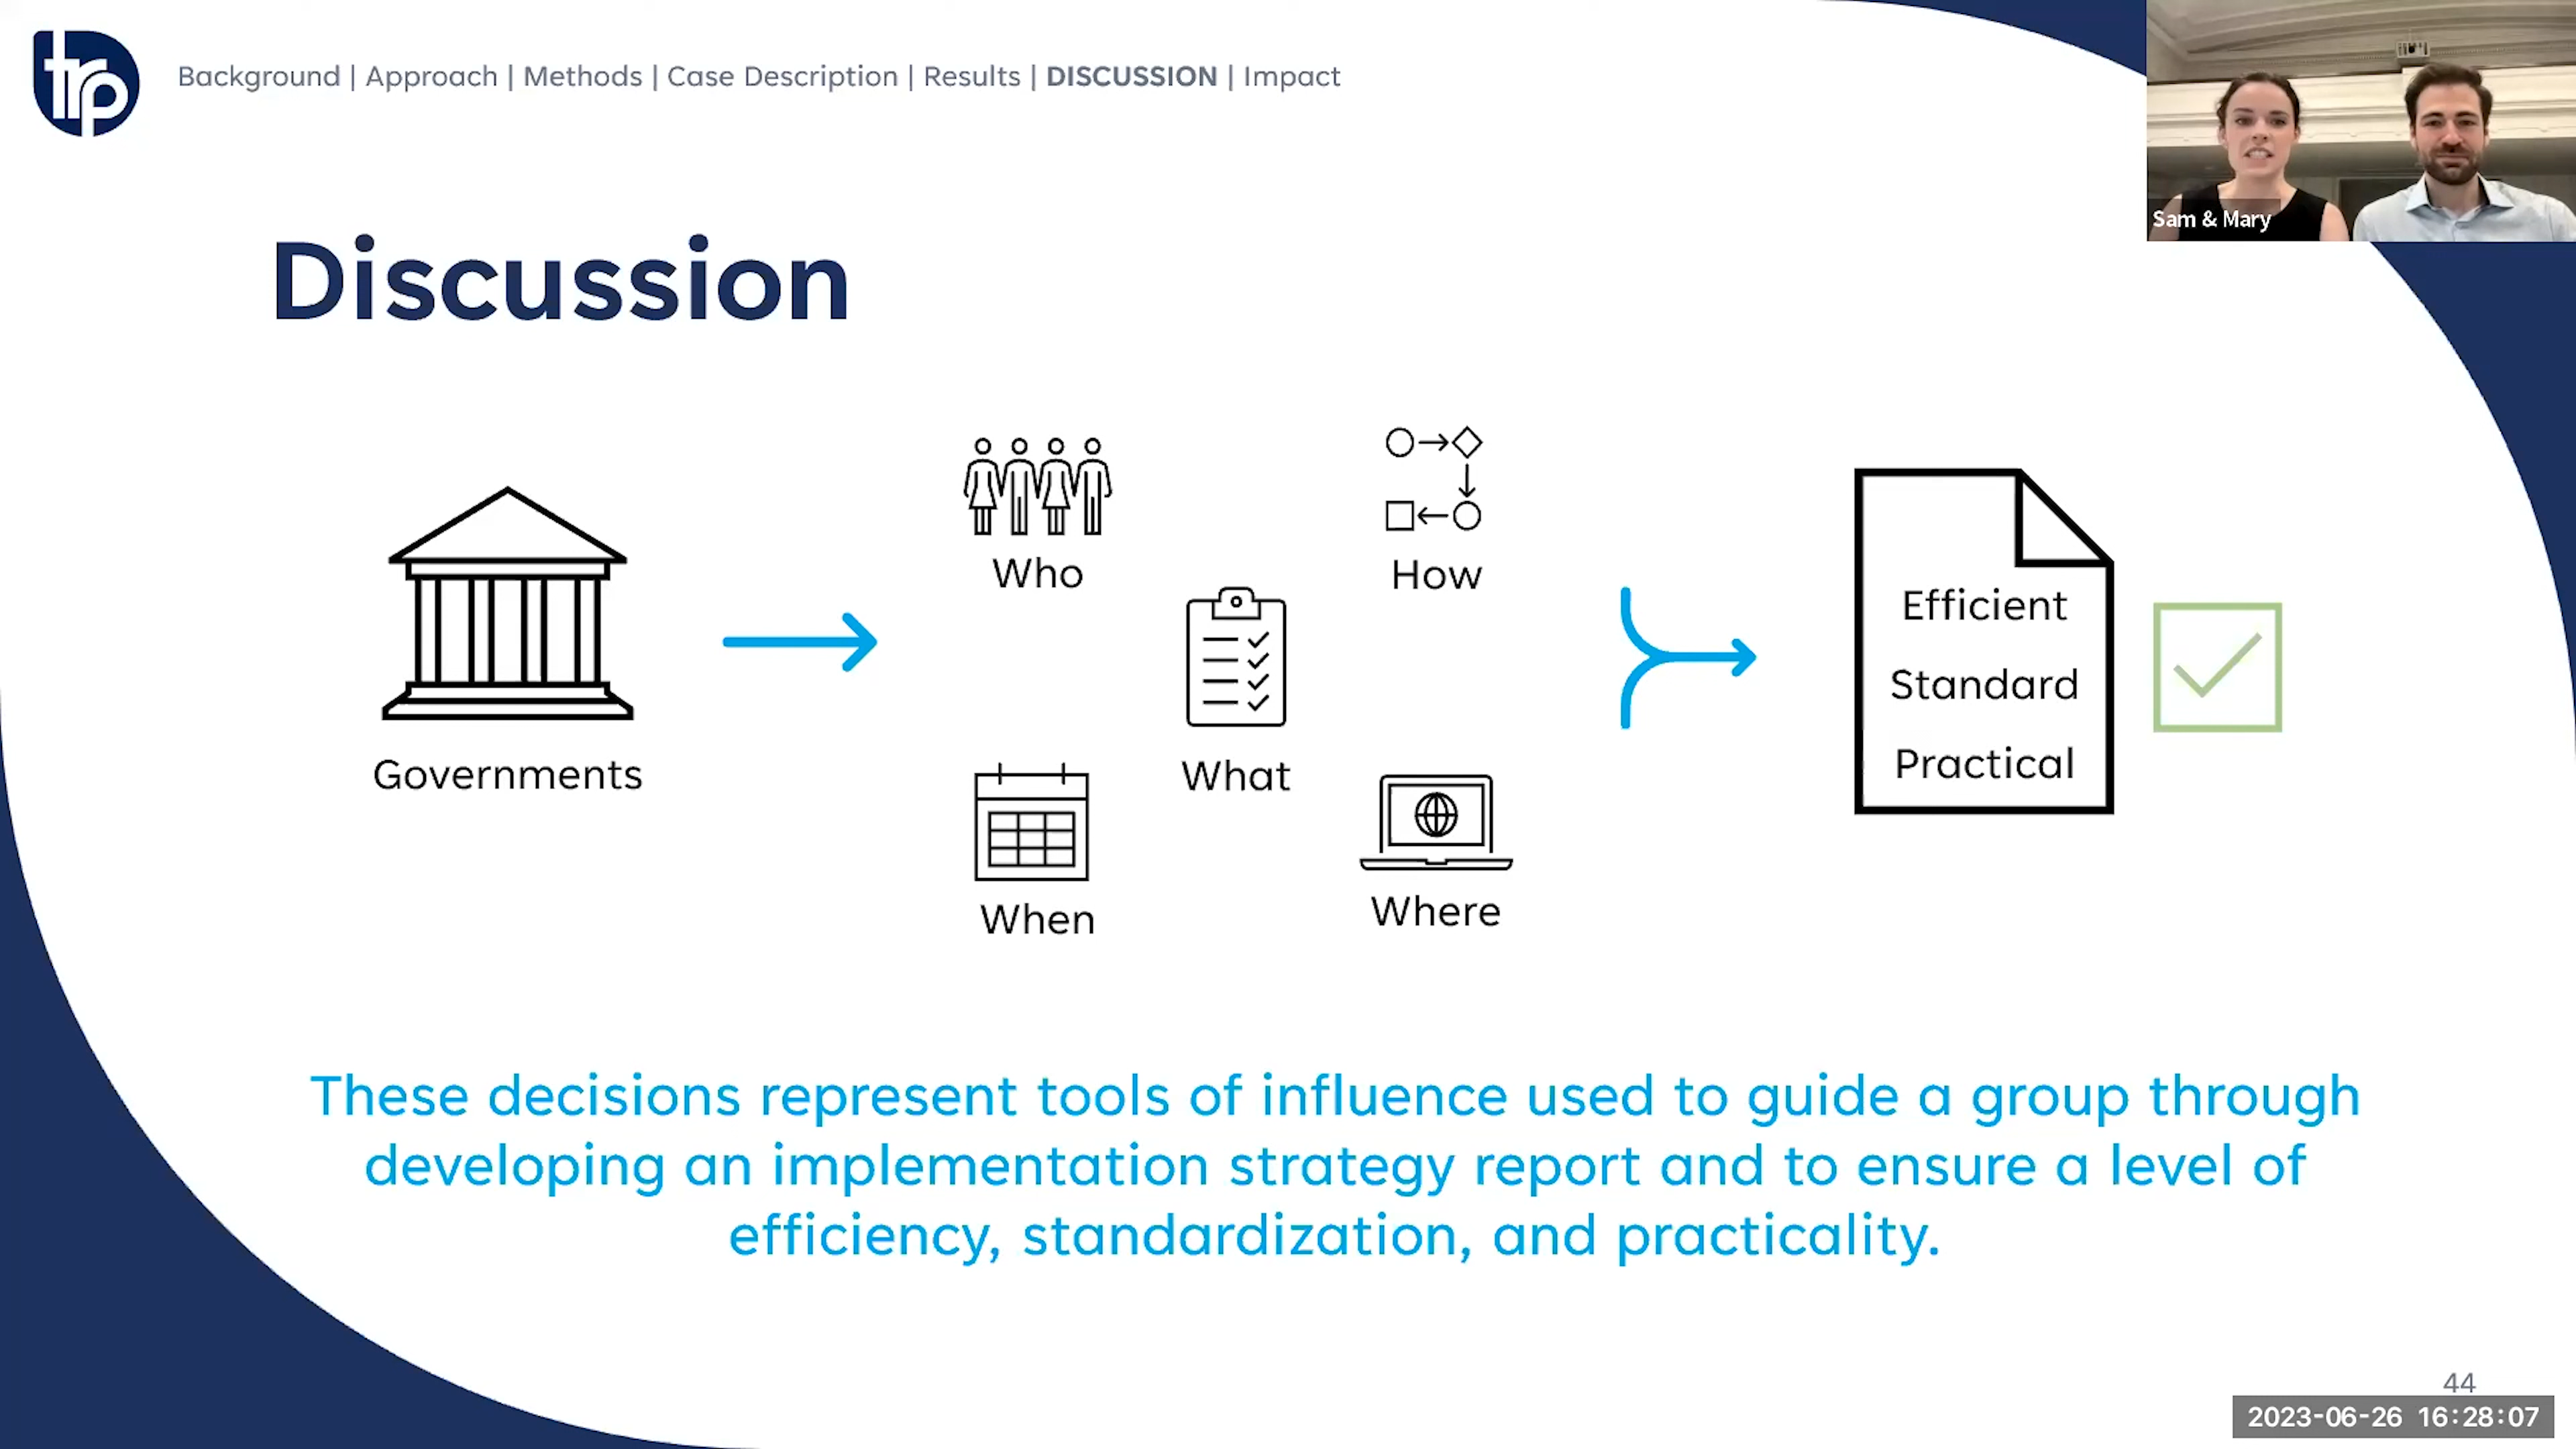 trp
Background | Approach | Methods | Case Description | Results | DISCUSSION | Impact
Sam & Mary
Discussion
Governments
Who
How
What
When
Where
Efficient
Standard
Practical
These decisions represent tools of influence used to guide a group through
developing an implementation strategy report and to ensure a level of
efficiency, standardization, and practicality.
44
2023-06-26 16:28:07